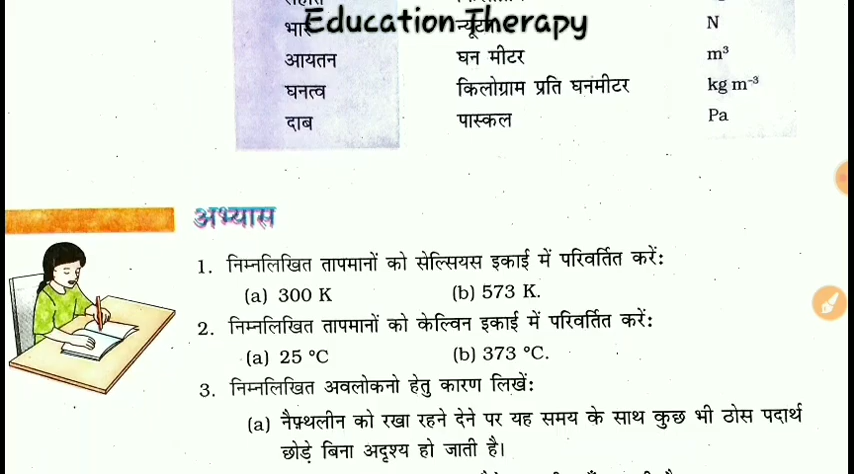 Education Therapy
N
आयतन घन मीटर m³
घनत्व किलोग्राम प्रति घनमीटर kg m⁻³
दाब पास्कल Pa
अभ्यास
1. निम्नलिखित तापमानों को सेल्सियस इकाई में परिवर्तित करें:
(a) 300 K (b) 573 K.
2. निम्नलिखित तापमानों को केल्विन इकाई में परिवर्तित करें:
(a) 25 °C (b) 373 °C.
3. निम्नलिखित अवलोकनो हेतु कारण लिखें:
(a) नैफ़्थलीन को रखा रहने देने पर यह समय के साथ कुछ भी ठोस पदार्थ
छोड़े बिना अदृश्य हो जाती है।